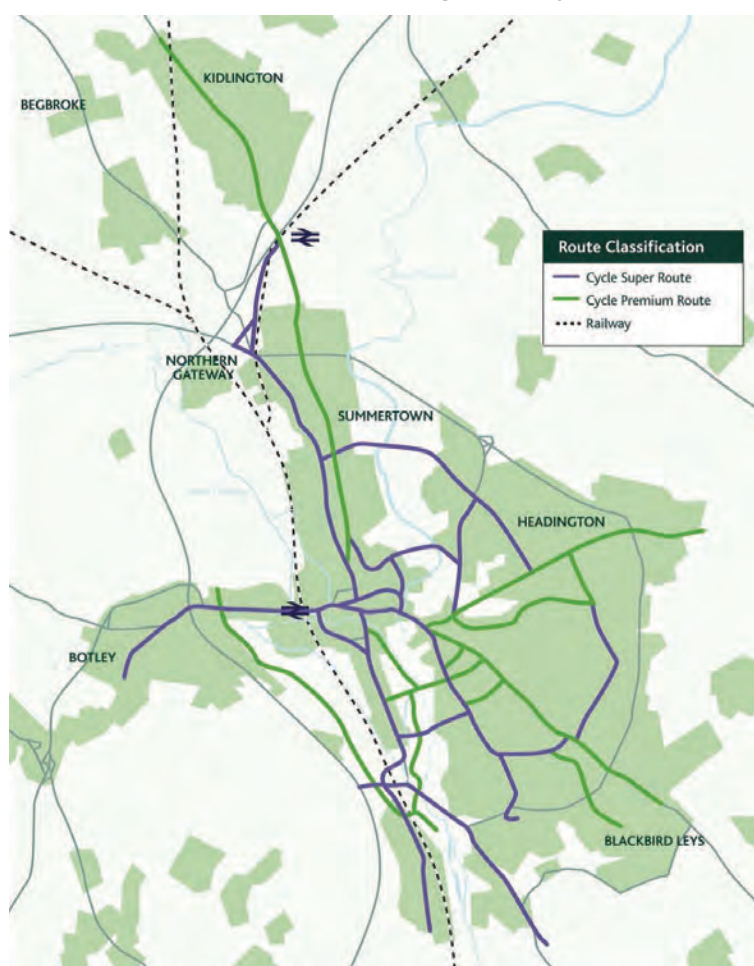 KIDLINGTON
BEGBROKE
Route Classification
Cycle Super Route
Cycle Premium Route
Railway
NORTHERN
GATEWAY
SUMMERTOWN
HEADINGTON
BOTLEY
BLACKBIRD LEYS